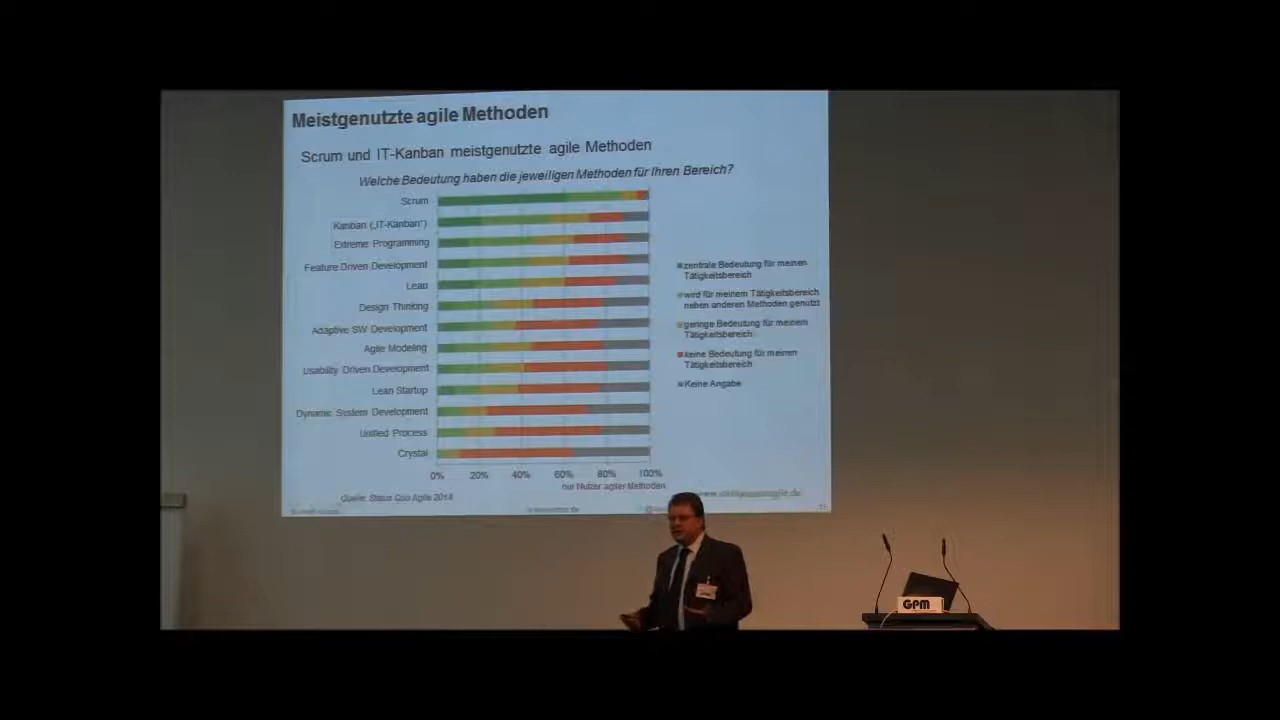 Meistgenutzte agile Methoden
Scrum und IT-Kanban meistgenutzte agile Methoden
Welche Bedeutung haben die jeweiligen Methoden für Ihren Bereich?
Scrum
Kanban („IT-Kanban“)
Extreme Programming
Feature Driven Development
Lean
Design Thinking
Adaptive SW Development
Agile Modeling
Usability Driven Development
Lean Startup
Dynamic System Development
Unified Process
Crystal
0% 20% 40% 60% 80% 100%
nur Nutzer agiler Methoden
zentrale Bedeutung für meinen
Tätigkeitsbereich
wird für meinem Tätigkeitsbereich
neben anderen Methoden genutzt
geringe Bedeutung für meinem
Tätigkeitsbereich
keine Bedeutung für meinen
Tätigkeitsbereich
Keine Angabe
Quelle: Status Quo Agile 2014
GPM